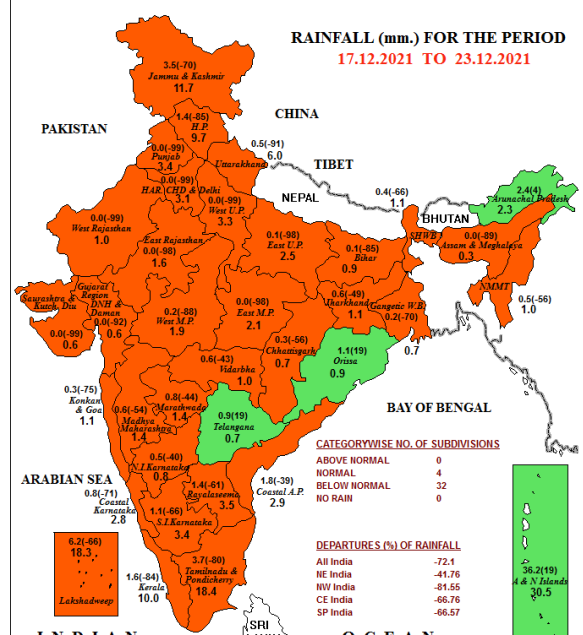 RAINFALL (mm.) FOR THE PERIOD
17.12.2021 TO 23.12.2021
3.5(-70)
Jammu & Kashmir
11.7
CHINA
1.4(-85)
H.P.
9.7
PAKISTAN
0.5(-91)
Uttarakhand
6.0
TIBET
0.0(-99)
Punjab
3.4
0.0(-99)
HAR. CHD & Delhi
3.1
NEPAL
0.4(-66)
1.1
SHWB
BHUTAN
2.4(4)
Arunachal Pradesh
2.3
0.0(-99)
West U.P.
3.3
0.0(-99)
West Rajasthan
1.0
East Rajasthan
0.0(-98)
1.6
0.1(-98)
East U.P.
2.5
0.1(-85)
Bihar
0.9
0.0(-89)
Assam & Meghalaya
0.3
NMMT
0.5(-56)
1.0
Saurashtra &
Kutch, Diu
0.0(-99)
0.6
Gujarat
Region
DNH &
Daman
0.0(-92)
0.6
0.2(-88)
West M.P.
1.9
0.0(-98)
East M.P.
2.1
0.6(-49)
Jharkhand
1.1
Gangetic W.B.
0.2(-70)
0.7
0.3(-56)
Chhattisgarh
0.7
1.1(19)
Orissa
0.9
0.6(-43)
Vidarbha
1.0
0.3(-75)
Konkan
& Goa
1.1
0.8(-44)
Marathwada
1.4
0.6(-54)
Madhya
Maharashtra
1.4
0.9(19)
Telangana
0.7
BAY OF BENGAL
0.5(-40)
N.I.Karnataka
0.8
ARABIAN SEA
0.8(-71)
Coastal
Karnataka
2.8
1.4(-61)
Rayalaseema
3.5
1.8(-39)
Coastal A.P.
2.9
1.1(-66)
S.I.Karnataka
3.4
6.2(-66)
18.3
Lakshadweep
1.6(-84)
Kerala
10.0
3.7(-80)
Tamilnadu &
Pondicherry
18.4
CATEGORYWISE NO. OF SUBDIVISIONS
ABOVE NORMAL 0
NORMAL 4
BELOW NORMAL 32
NO RAIN 0
DEPARTURES (%) OF RAINFALL
All India -72.1
NE India -41.76
NW India -81.55
CE India -66.76
SP India -66.57
36.2(19)
A & N Islands
30.5
SRI